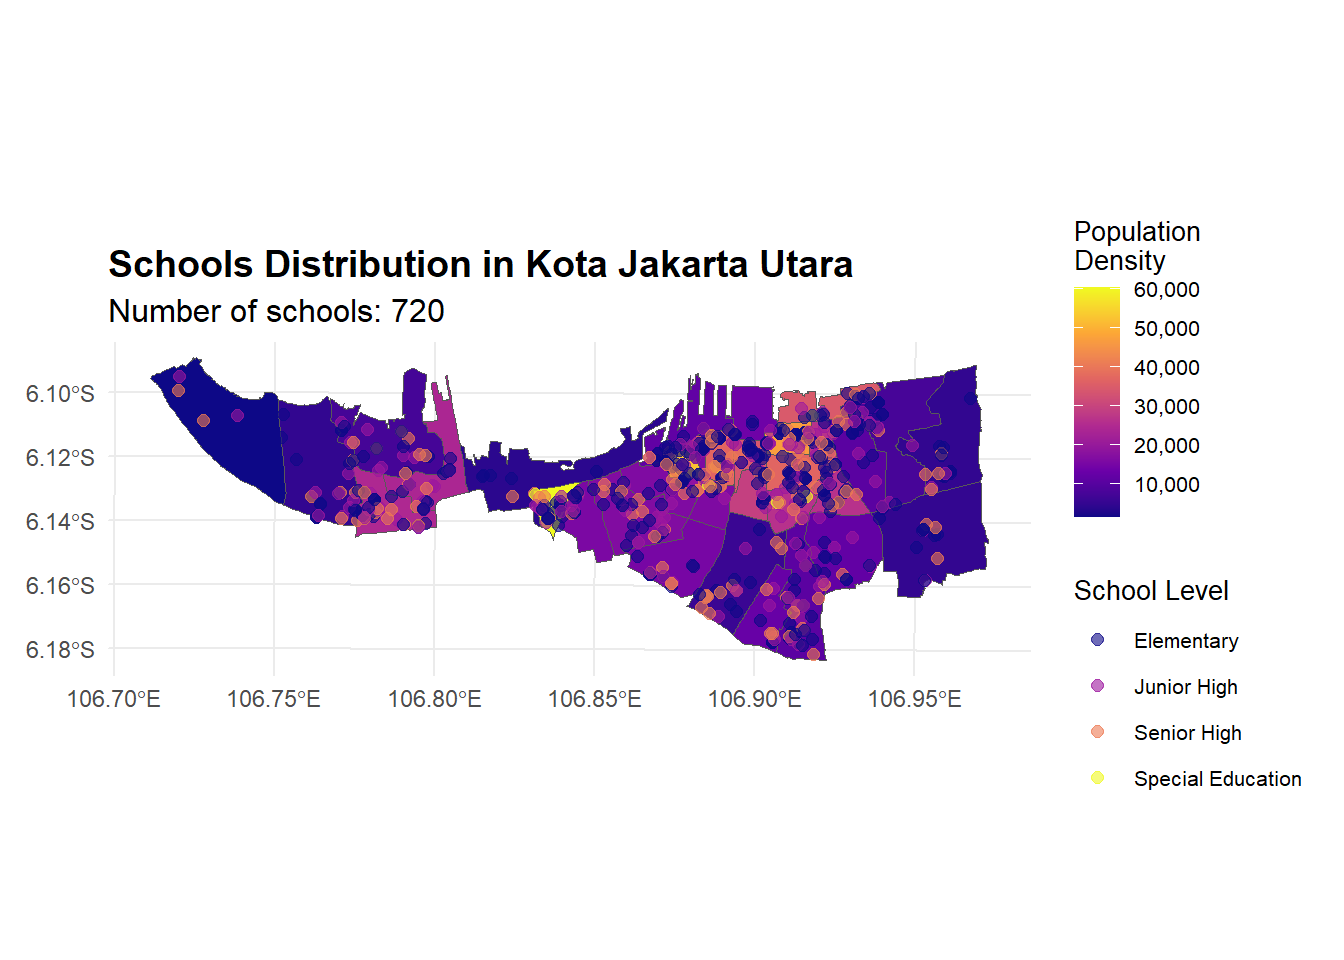 Schools Distribution in Kota Jakarta Utara
Number of schools: 720
6.10°S
6.12°S
6.14°S
6.16°S
6.18°S
106.70°E
106.75°E
106.80°E
106.85°E
106.90°E
106.95°E
Population
Density
60,000
50,000
40,000
30,000
20,000
10,000
School Level
Elementary
Junior High
Senior High
Special Education